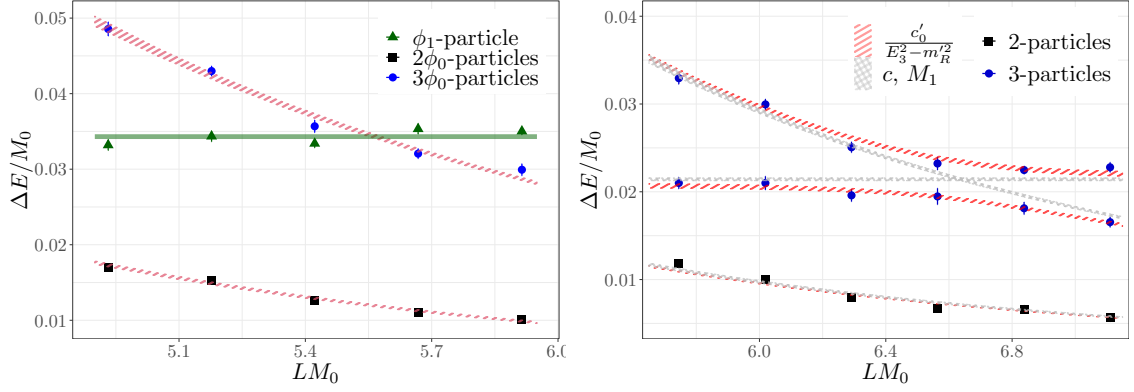 0.05
0.04
0.03
0.02
0.01
ΔE/M₀
5.1
5.4
5.7
6.0
LM₀
ϕ₁-particle
2ϕ₀-particles
3ϕ₀-particles
0.04
0.03
0.02
0.01
ΔE/M₀
6.0
6.4
6.8
LM₀
c′₀/(E₃²−m′²_R)
c, M₁
2-particles
3-particles